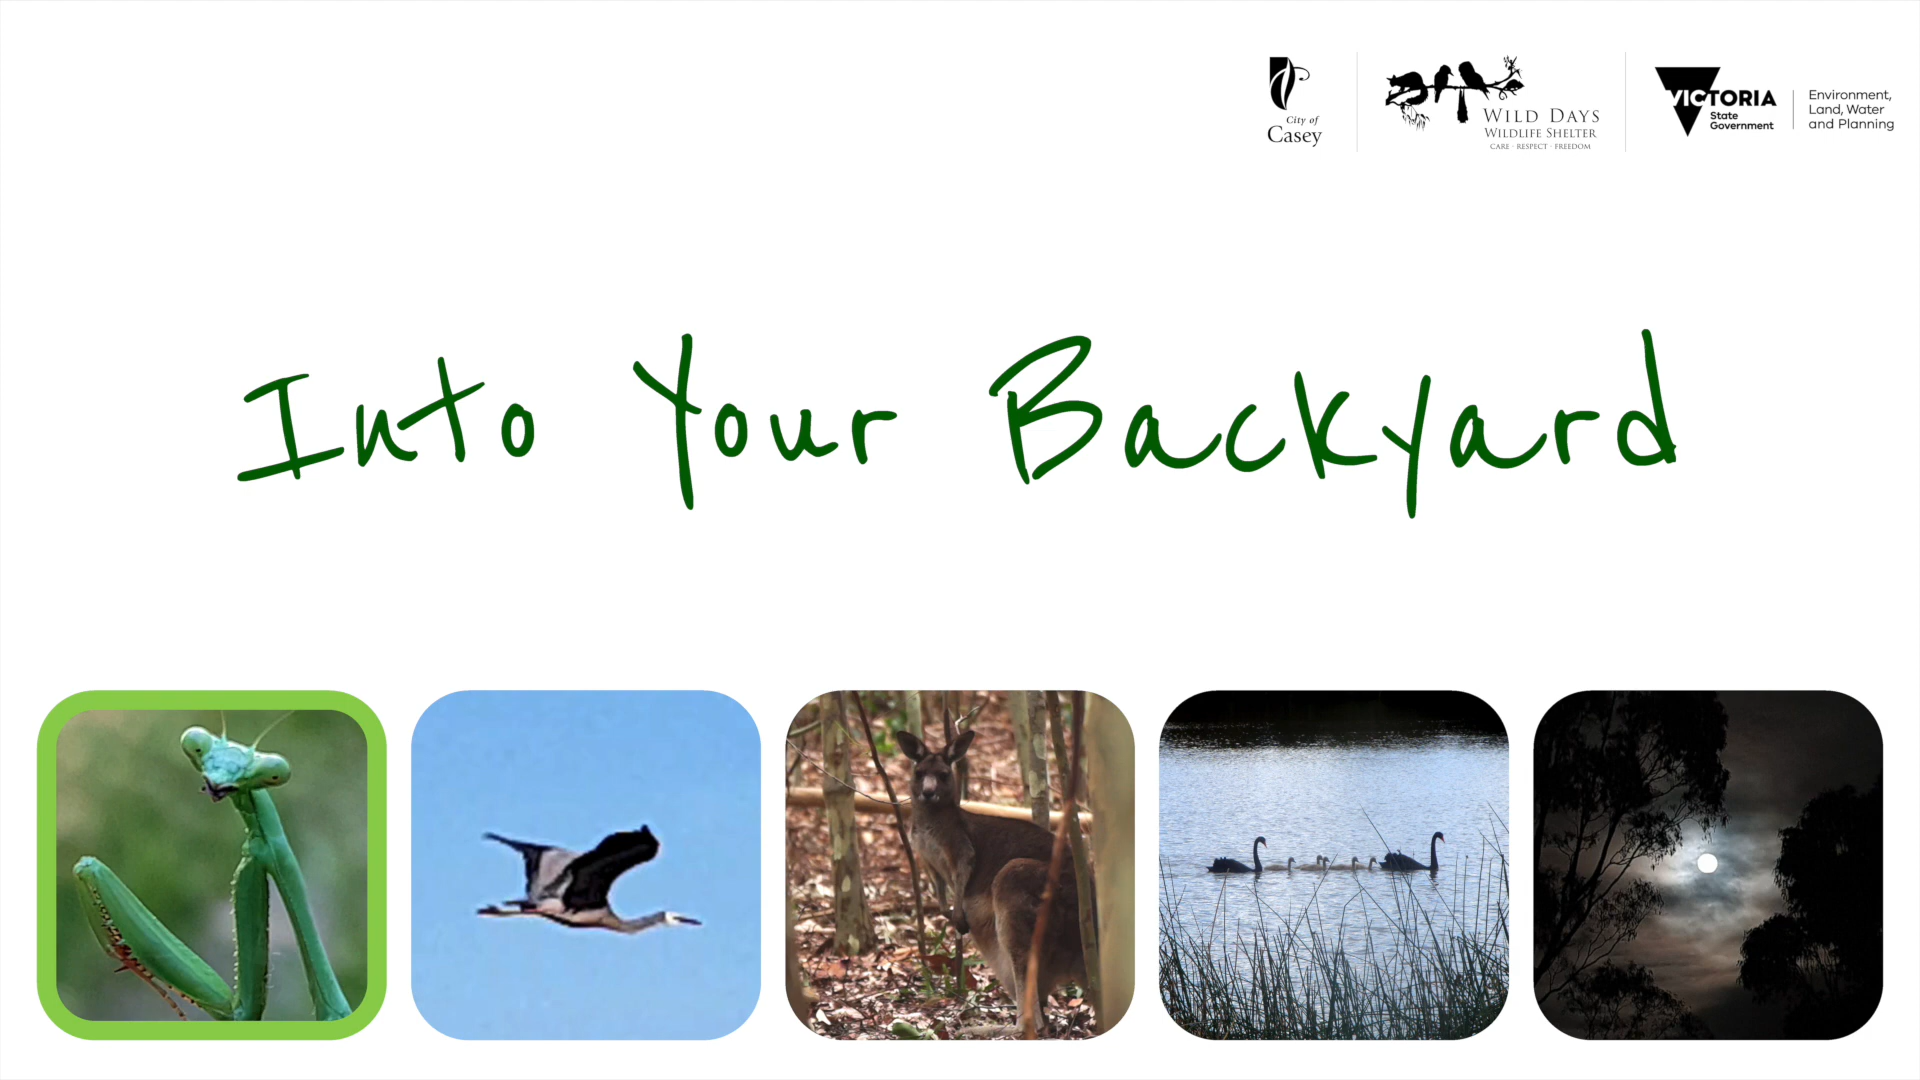 City of
Casey
WILD DAYS
WILDLIFE SHELTER
CARE · RESPECT · FREEDOM
VICTORIA
State
Government
Environment,
Land, Water
and Planning
Into Your Backyard